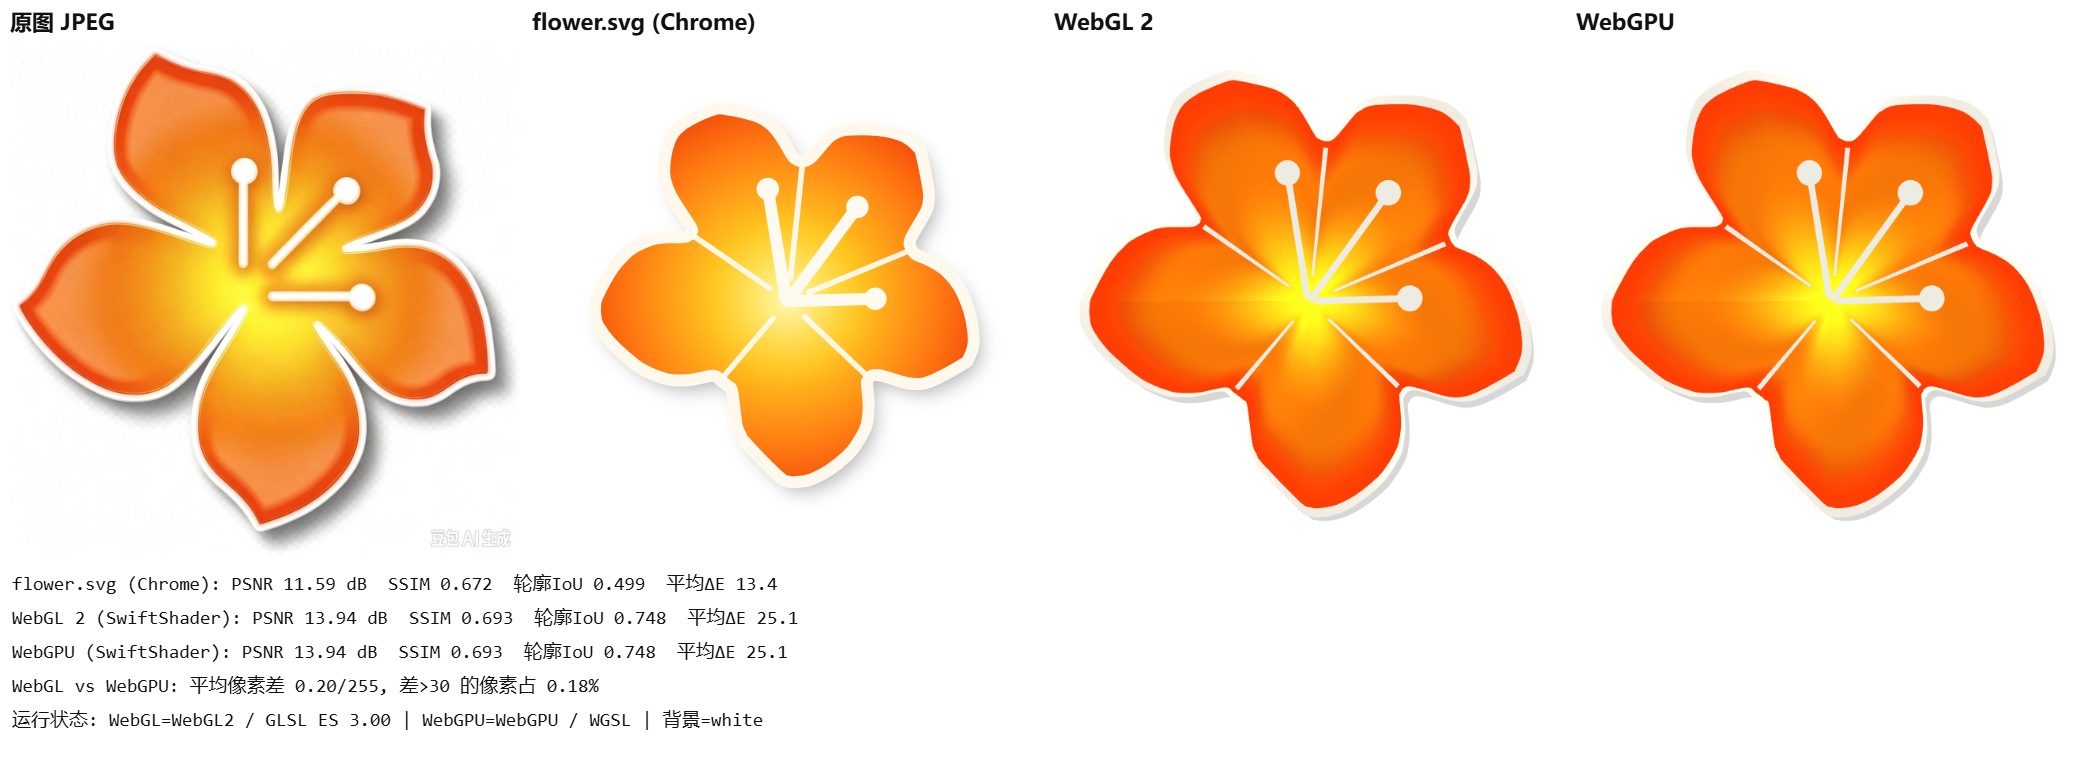 原图 JPEG
flower.svg (Chrome)
WebGL 2
WebGPU
豆包AI生成
flower.svg (Chrome): PSNR 11.59 dB  SSIM 0.672  轮廓IoU 0.499  平均ΔE 13.4
WebGL 2 (SwiftShader): PSNR 13.94 dB  SSIM 0.693  轮廓IoU 0.748  平均ΔE 25.1
WebGPU (SwiftShader): PSNR 13.94 dB  SSIM 0.693  轮廓IoU 0.748  平均ΔE 25.1
WebGL vs WebGPU: 平均像素差 0.20/255, 差>30 的像素占 0.18%
运行状态: WebGL=WebGL2 / GLSL ES 3.00 | WebGPU=WebGPU / WGSL | 背景=white